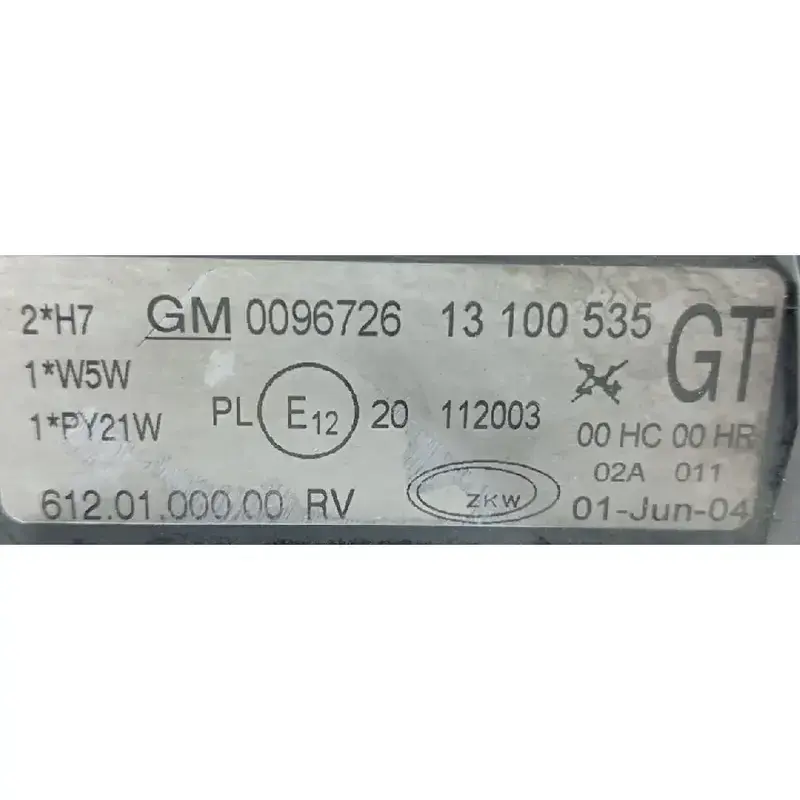 2*H7 GM 0096726 13 100 535 GT
1*W5W
1*PY21W PL E12 20 112003 00 HC 00 HR
02A 011
612.01.000.00 RV ZKW 01-Jun-04